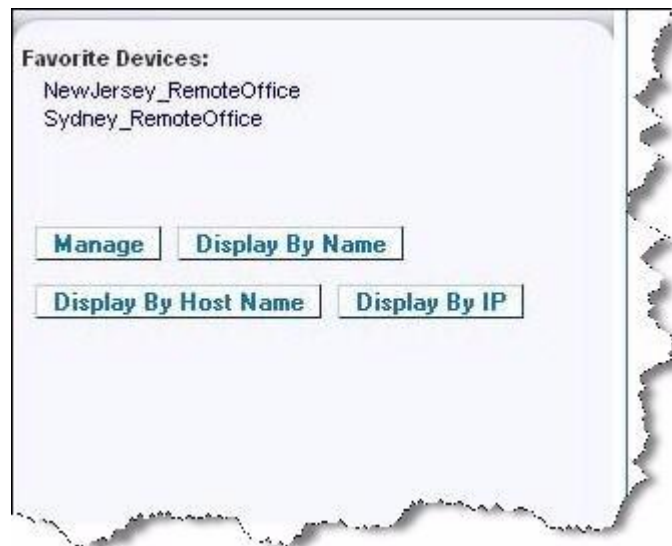 Favorite Devices:
NewJersey_RemoteOffice
Sydney_RemoteOffice
Manage Display By Name
Display By Host Name Display By IP